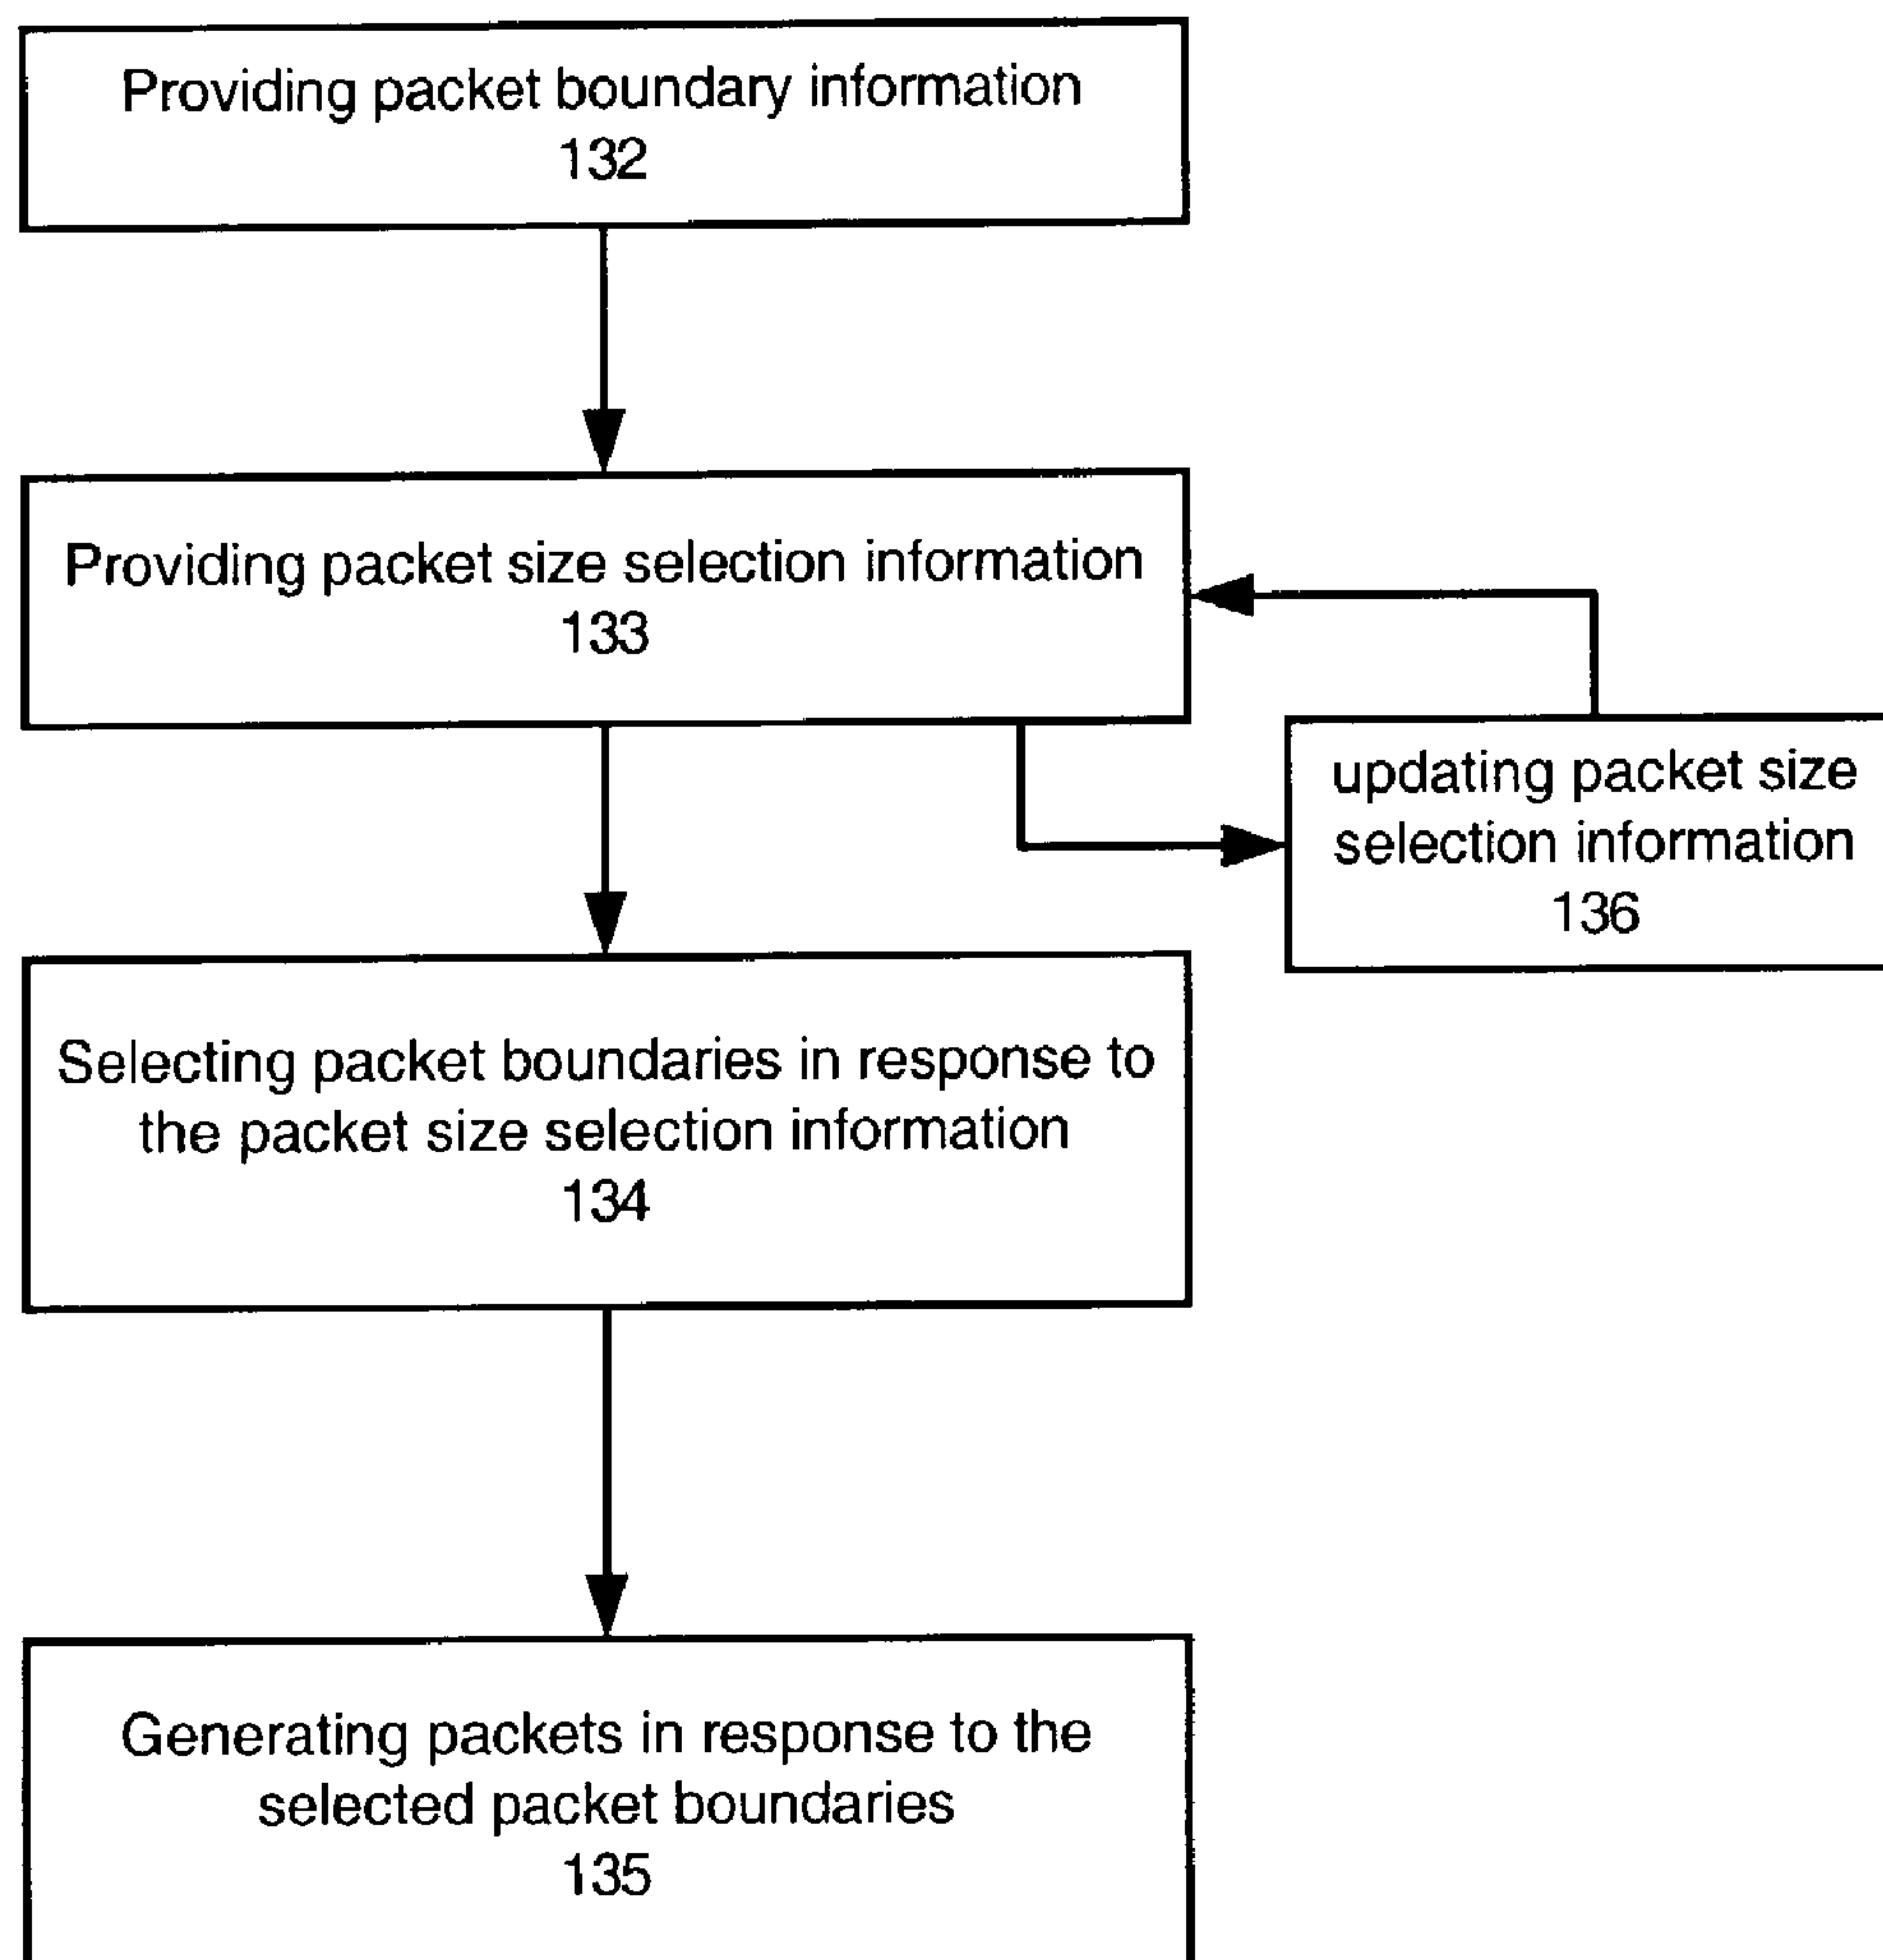 Providing packet boundary information
132
Providing packet size selection information
133
updating packet size
selection information
136
Selecting packet boundaries in response to
the packet size selection information
134
Generating packets in response to the
selected packet boundaries
135